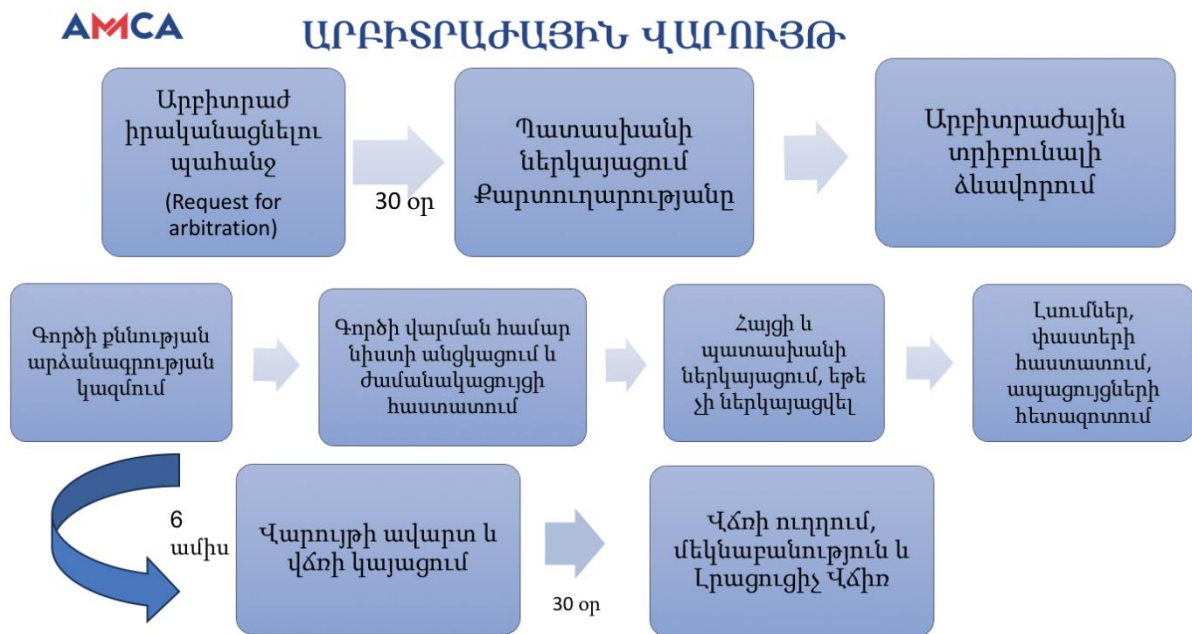 AMCA
ԱՐԲԻՏՐԱԺԱՅԻՆ ՎԱՐՈՒՅԹ
Արբիտրաժ
իրականացնելու
պահանջ
(Request for
arbitration)
30 օր
Պատասխանի
ներկայացում
Քարտուղարությանը
Արբիտրաժային
տրիբունալի
ձևավորում
Գործի քննության
արձանագրության
կազմում
Գործի վարման համար
նիստի անցկացում և
ժամանակացույցի
հաստատում
Հայցի և
պատասխանի
ներկայացում, եթե
չի ներկայացվել
Լսումներ,
փաստերի
հաստատում,
ապացույցների
հետազոտում
6
ամիս
Վարույթի ավարտ և
վճռի կայացում
30 օր
Վճռի ուղղում,
մեկնաբանություն և
Լրացուցիչ Վճիռ